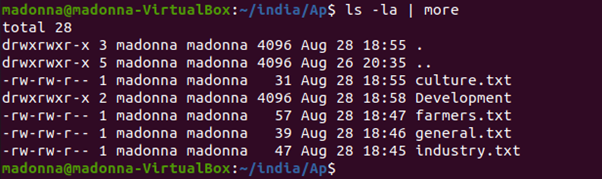 madonna@madonna-VirtualBox:~/india/Ap$ ls -la | more
total 28
drwxrwxr-x 3 madonna madonna 4096 Aug 28 18:55 .
drwxrwxr-x 5 madonna madonna 4096 Aug 26 20:35 ..
-rw-rw-r-- 1 madonna madonna   31 Aug 28 18:55 culture.txt
drwxrwxr-x 2 madonna madonna 4096 Aug 28 18:58 Development
-rw-rw-r-- 1 madonna madonna   57 Aug 28 18:47 farmers.txt
-rw-rw-r-- 1 madonna madonna   39 Aug 28 18:46 general.txt
-rw-rw-r-- 1 madonna madonna   47 Aug 28 18:45 industry.txt
madonna@madonna-VirtualBox:~/india/Ap$